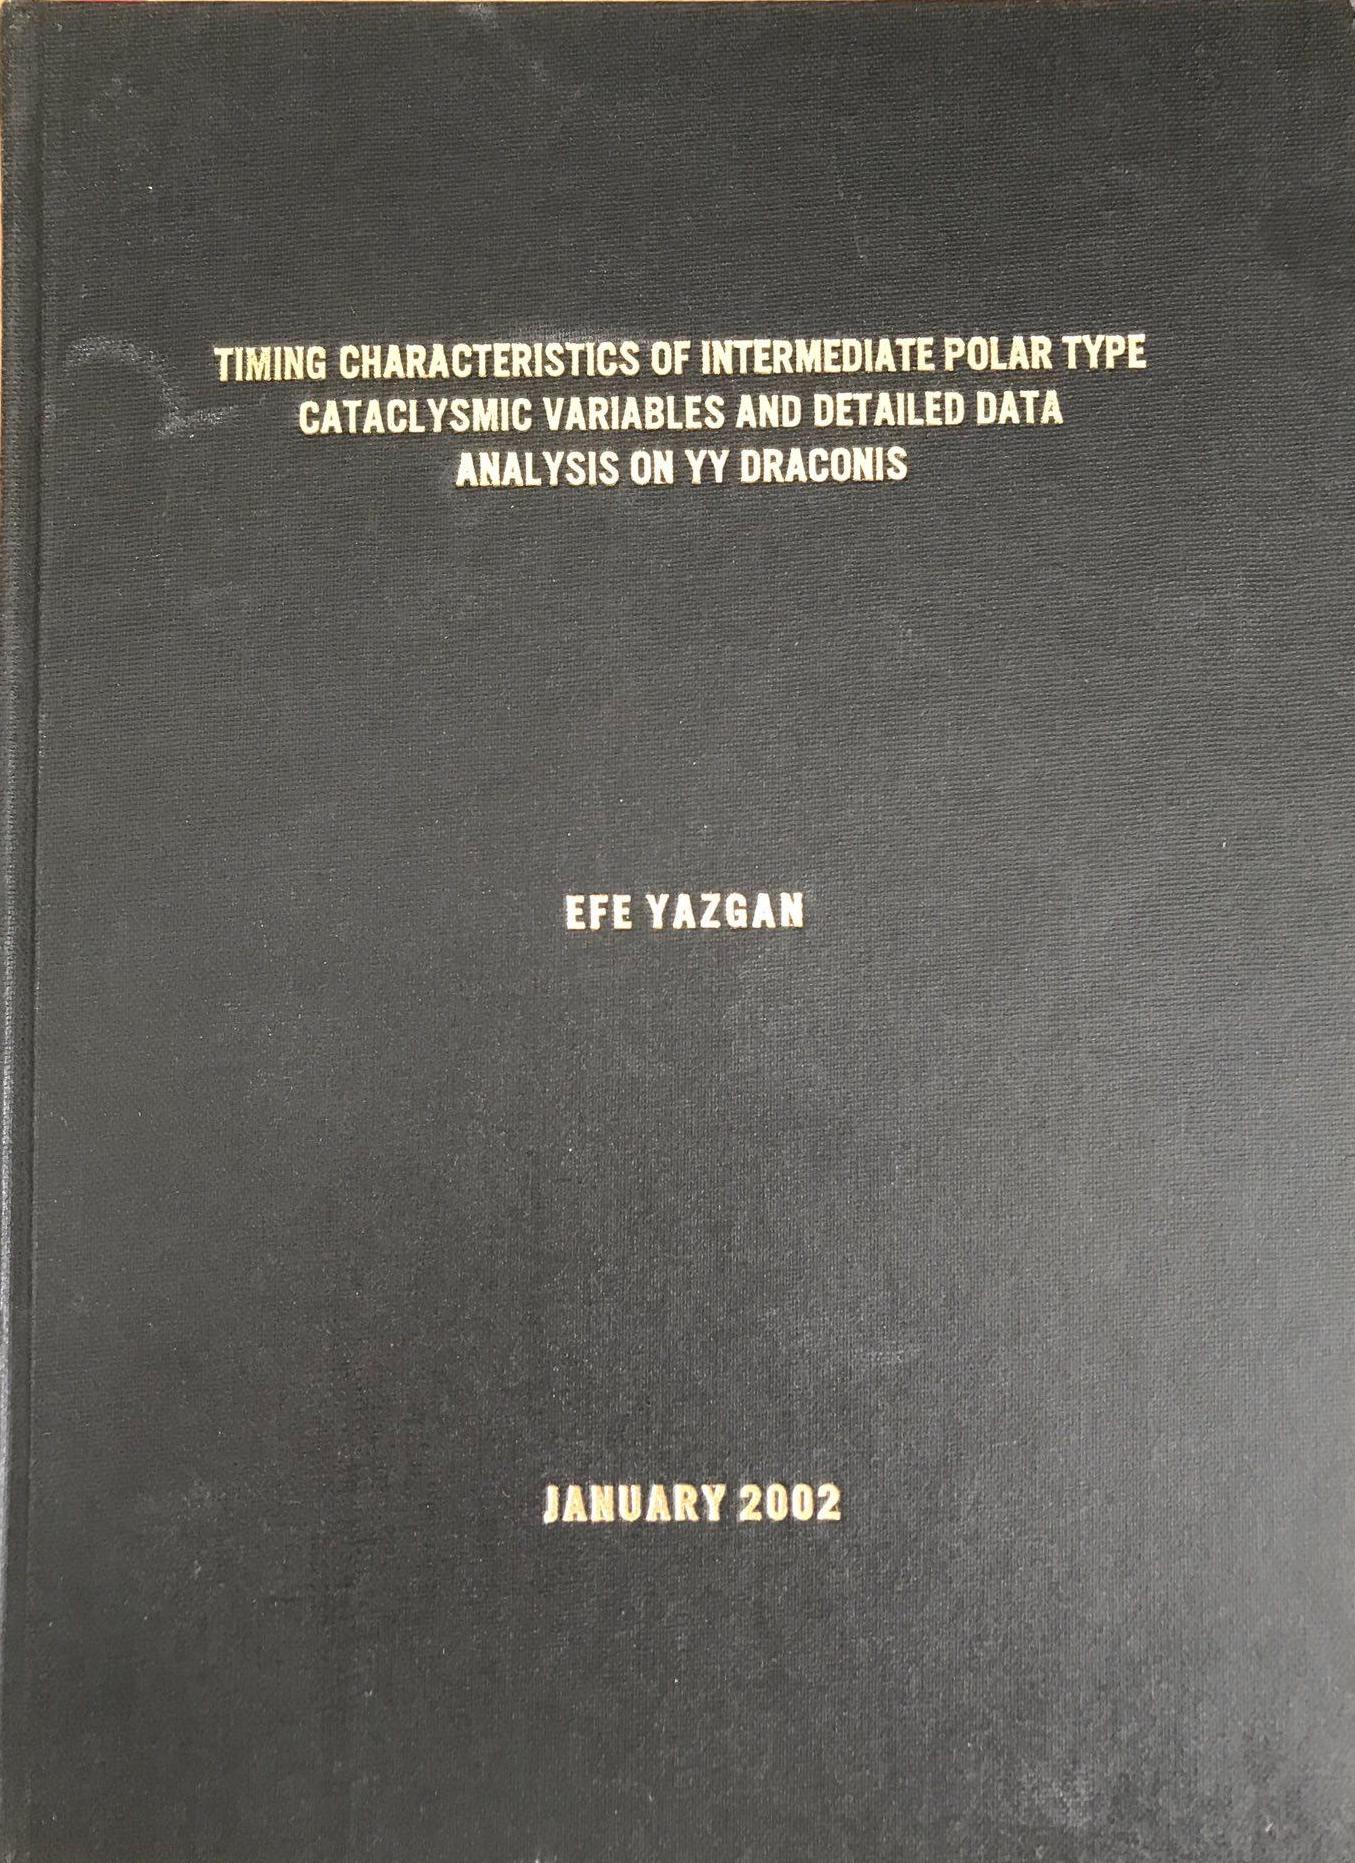 TIMING CHARACTERISTICS OF INTERMEDIATE POLAR TYPE
CATACLYSMIC VARIABLES AND DETAILED DATA
ANALYSIS ON YY DRACONIS
EFE YAZGAN
JANUARY 2002